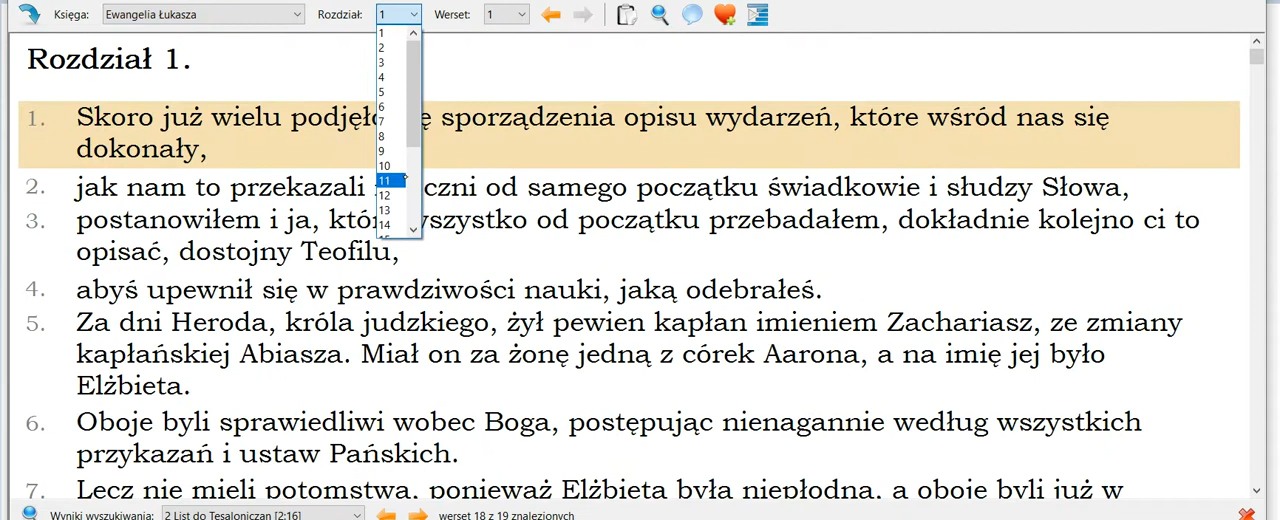 Księga: Ewangelia Łukasza Rozdział: 1 Werset: 1
1
2
3
4
5
6
7
8
9
10
11
12
13
14
Rozdział 1.
1. Skoro już wielu sporządzenia opisu wydarzeń, które wśród nas się
dokonały,
2. jak nam to przekazali od samego początku świadkowie i słudzy Słowa,
3. postanowiłem i ja, wszystko od początku przebadałem, dokładnie kolejno ci to
opisać, dostojny Teofilu,
4. abyś upewnił się w prawdziwości nauki, jaką odebrałeś.
5. Za dni Heroda, króla judzkiego, żył pewien kapłan imieniem Zachariasz, ze zmiany
kapłańskiej Abiasza. Miał on za żonę jedną z córek Aarona, a na imię jej było
Elżbieta.
6. Oboje byli sprawiedliwi wobec Boga, postępując nienagannie według wszystkich
przykazań i ustaw Pańskich.
7. Lecz nie mieli potomstwa, ponieważ Elżbieta była niepłodna, a oboje byli już w
Wyniki wyszukiwania: 2 List do Tesaloniczan [2:16] werset 18 z 19 znalezionych